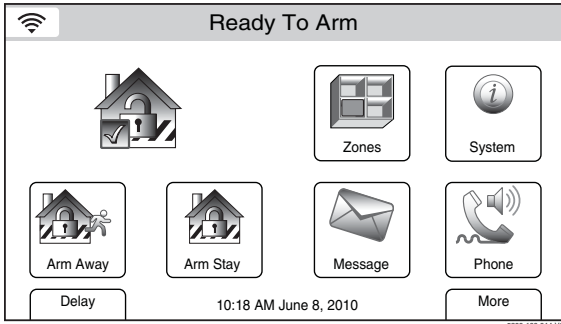 Ready To Arm
Zones
System
Arm Away
Arm Stay
Message
Phone
Delay
10:18 AM June 8, 2010
More